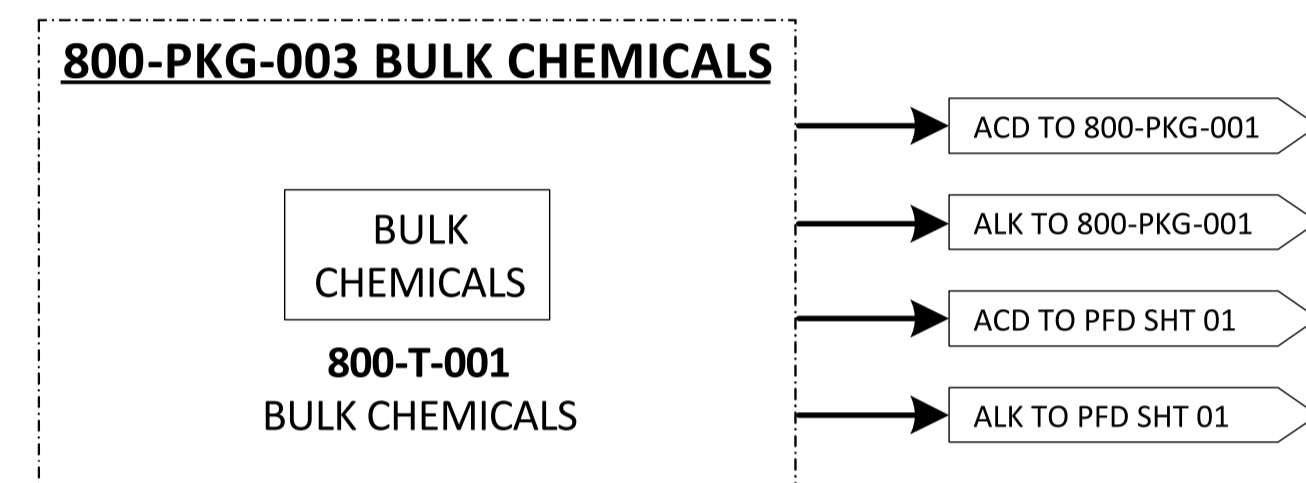 800-PKG-003 BULK CHEMICALS
BULK
CHEMICALS
800-T-001
BULK CHEMICALS
ACD TO 800-PKG-001
ALK TO 800-PKG-001
ACD TO PFD SHT 01
ALK TO PFD SHT 01